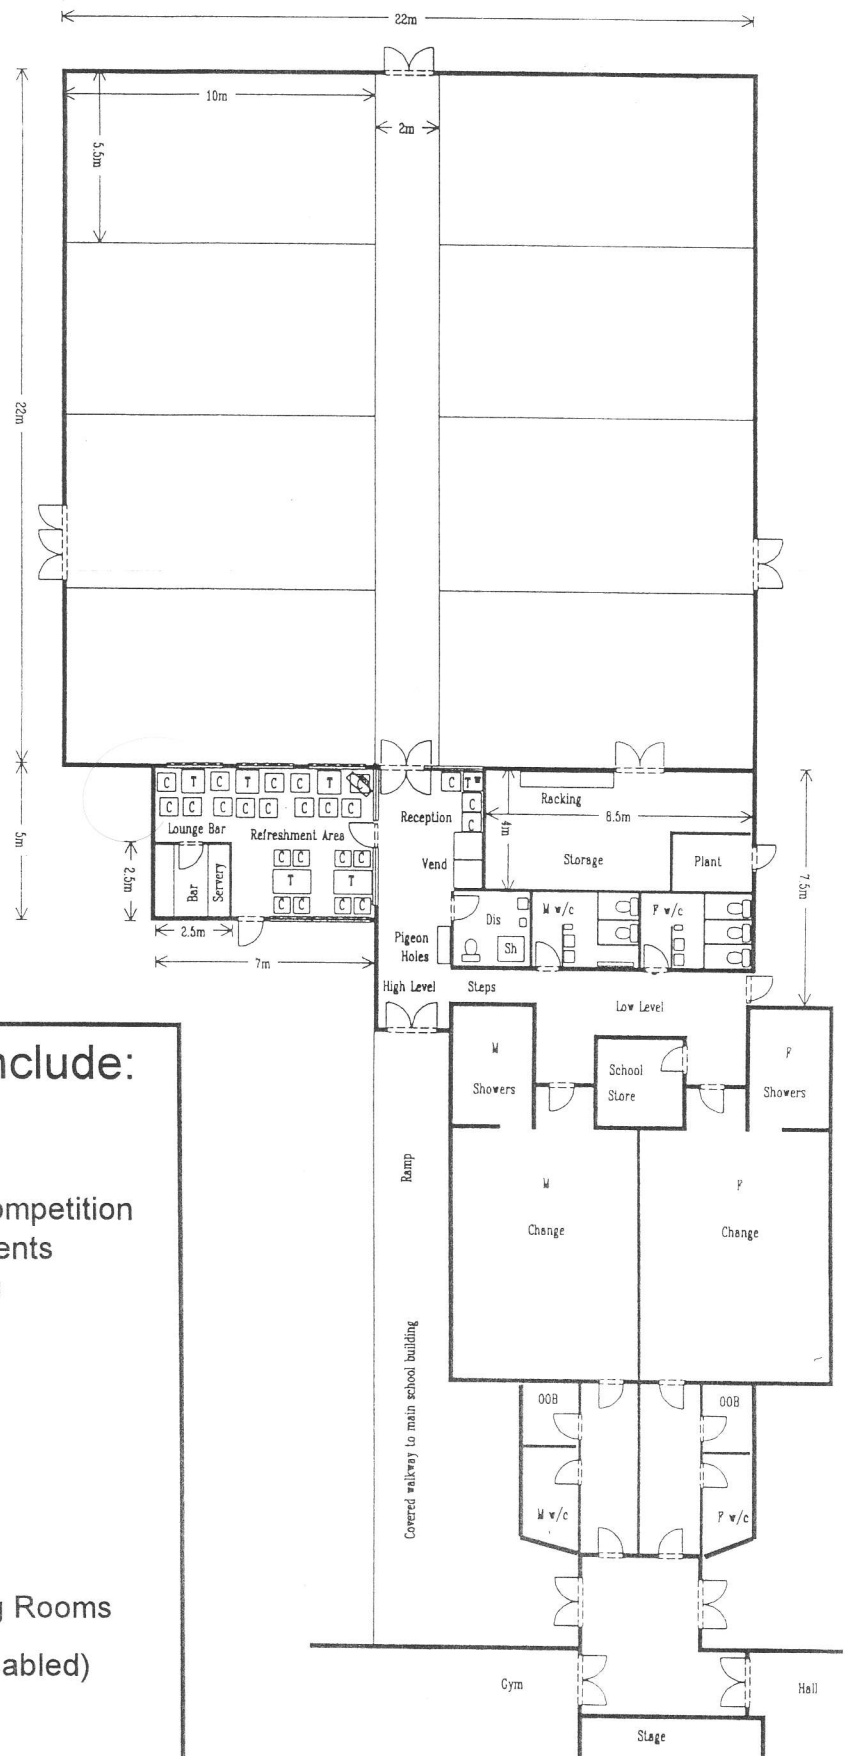 22m
10m
2m
5.5m
22m
C T C T C C T C
C T W
Racking
C C C C C C C C
C
8.5m
Reception
C
Lounge Bar
Refreshment Area
4m
5m
7.5m
C C C C
Vend
Storage
Plant
2.5m
Bar
Servery
T T
C C C C
Dis
M w/c
F w/c
2.5m
Sh
Pigeon
Holes
7m
High Level
Steps
Low Level
nclude:
M
Showers
School
Store
F
Showers
Ramp
M
Change
F
Change
ompetition
ents
Covered walkway to main school building
OOB
OOB
M w/c
F w/c
g Rooms
abled)
Gym
Hall
Stage